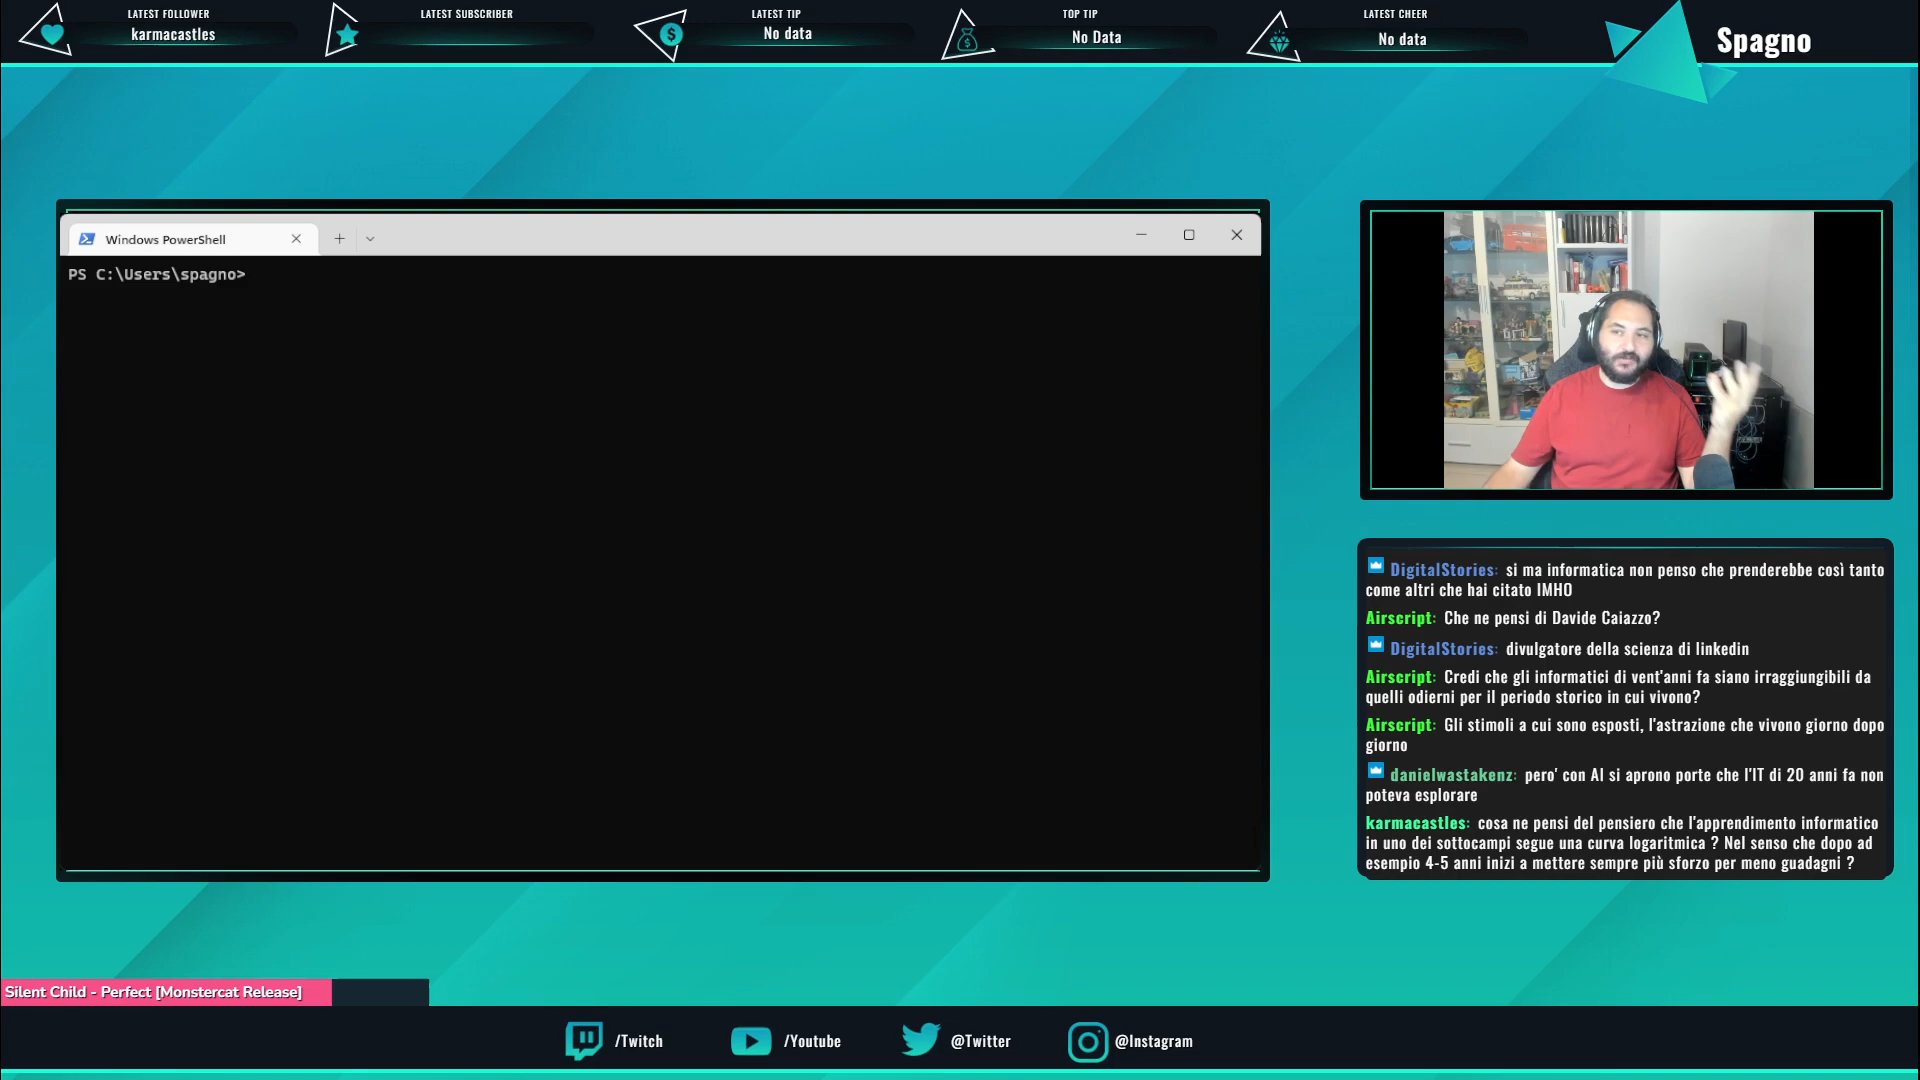 LATEST FOLLOWER
karmacastles
LATEST SUBSCRIBER
LATEST TIP
No data
TOP TIP
No Data
LATEST CHEER
No data
Spagno
Windows PowerShell
PS C:\Users\spagno>
DigitalStories: si ma informatica non penso che prenderebbe così tanto
come altri che hai citato IMHO
Airscript: Che ne pensi di Davide Caiazzo?
DigitalStories: divulgatore della scienza di linkedin
Airscript: Credi che gli informatici di vent'anni fa siano irraggiungibili da
quelli odierni per il periodo storico in cui vivono?
Airscript: Gli stimoli a cui sono esposti, l'astrazione che vivono giorno dopo
giorno
danielwastakenz: pero' con AI si aprono porte che l'IT di 20 anni fa non
poteva esplorare
karmacastles: cosa ne pensi del pensiero che l'apprendimento informatico
in uno dei sottocampi segue una curva logaritmica ? Nel senso che dopo ad
esempio 4-5 anni inizi a mettere sempre più sforzo per meno guadagni ?
Silent Child - Perfect [Monstercat Release]
/Twitch
/Youtube
@Twitter
@Instagram